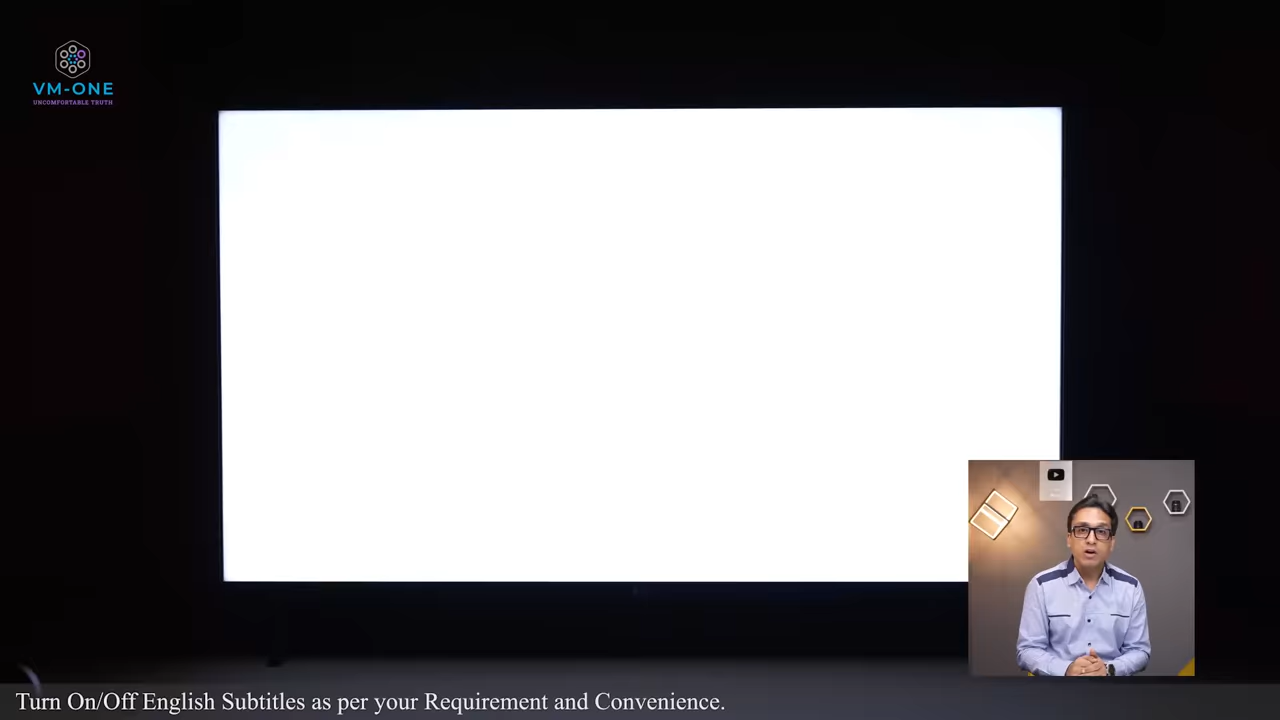 VM-ONE
UNCOMFORTABLE TRUTH
Turn On/Off English Subtitles as per your Requirement and Convenience.